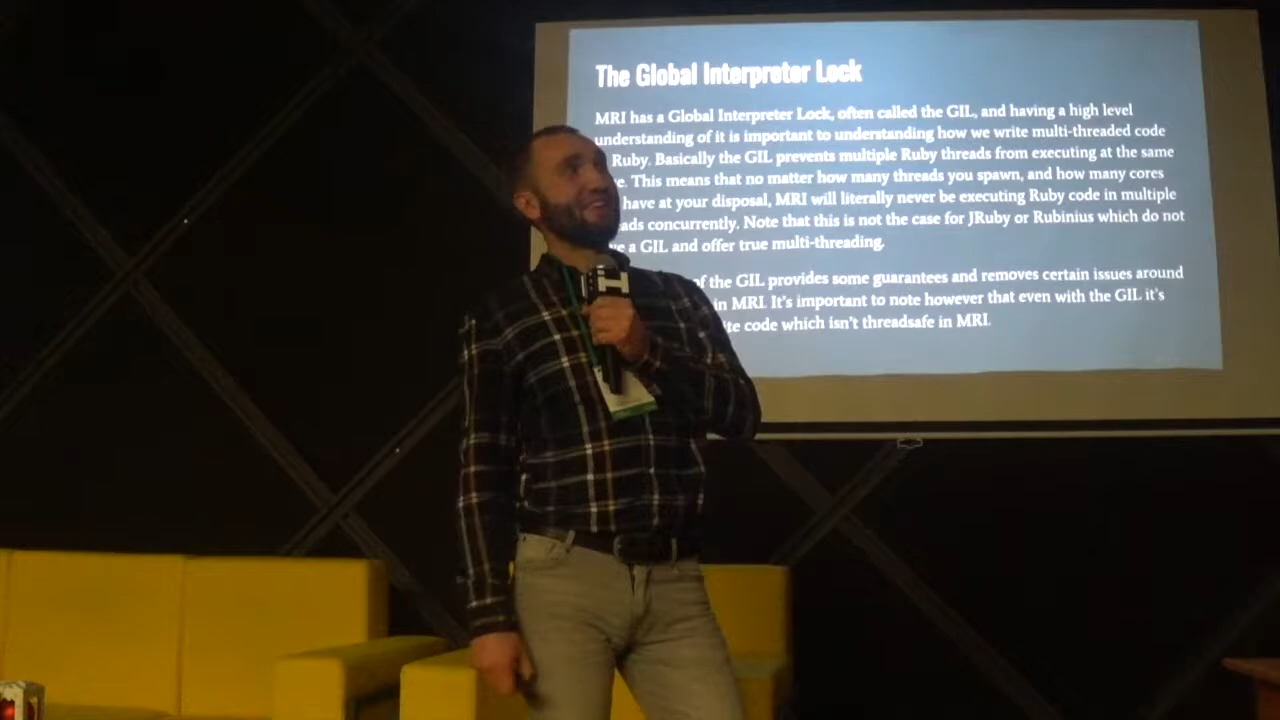 The Global Interpreter Lock
MRI has a Global Interpreter Lock, often called the GIL, and having a high level
understanding of it is important to understanding how we write multi-threaded code
Ruby. Basically the GIL prevents multiple Ruby threads from executing at the same
This means that no matter how many threads you spawn, and how many cores
have at your disposal, MRI will literally never be executing Ruby code in multiple
concurrently. Note that this is not the case for JRuby or Rubinius which do not
a GIL and offer true multi-threading.
of the GIL provides some guarantees and removes certain issues around
in MRI. It's important to note however that even with the GIL it's
code which isn't threadsafe in MRI.
H